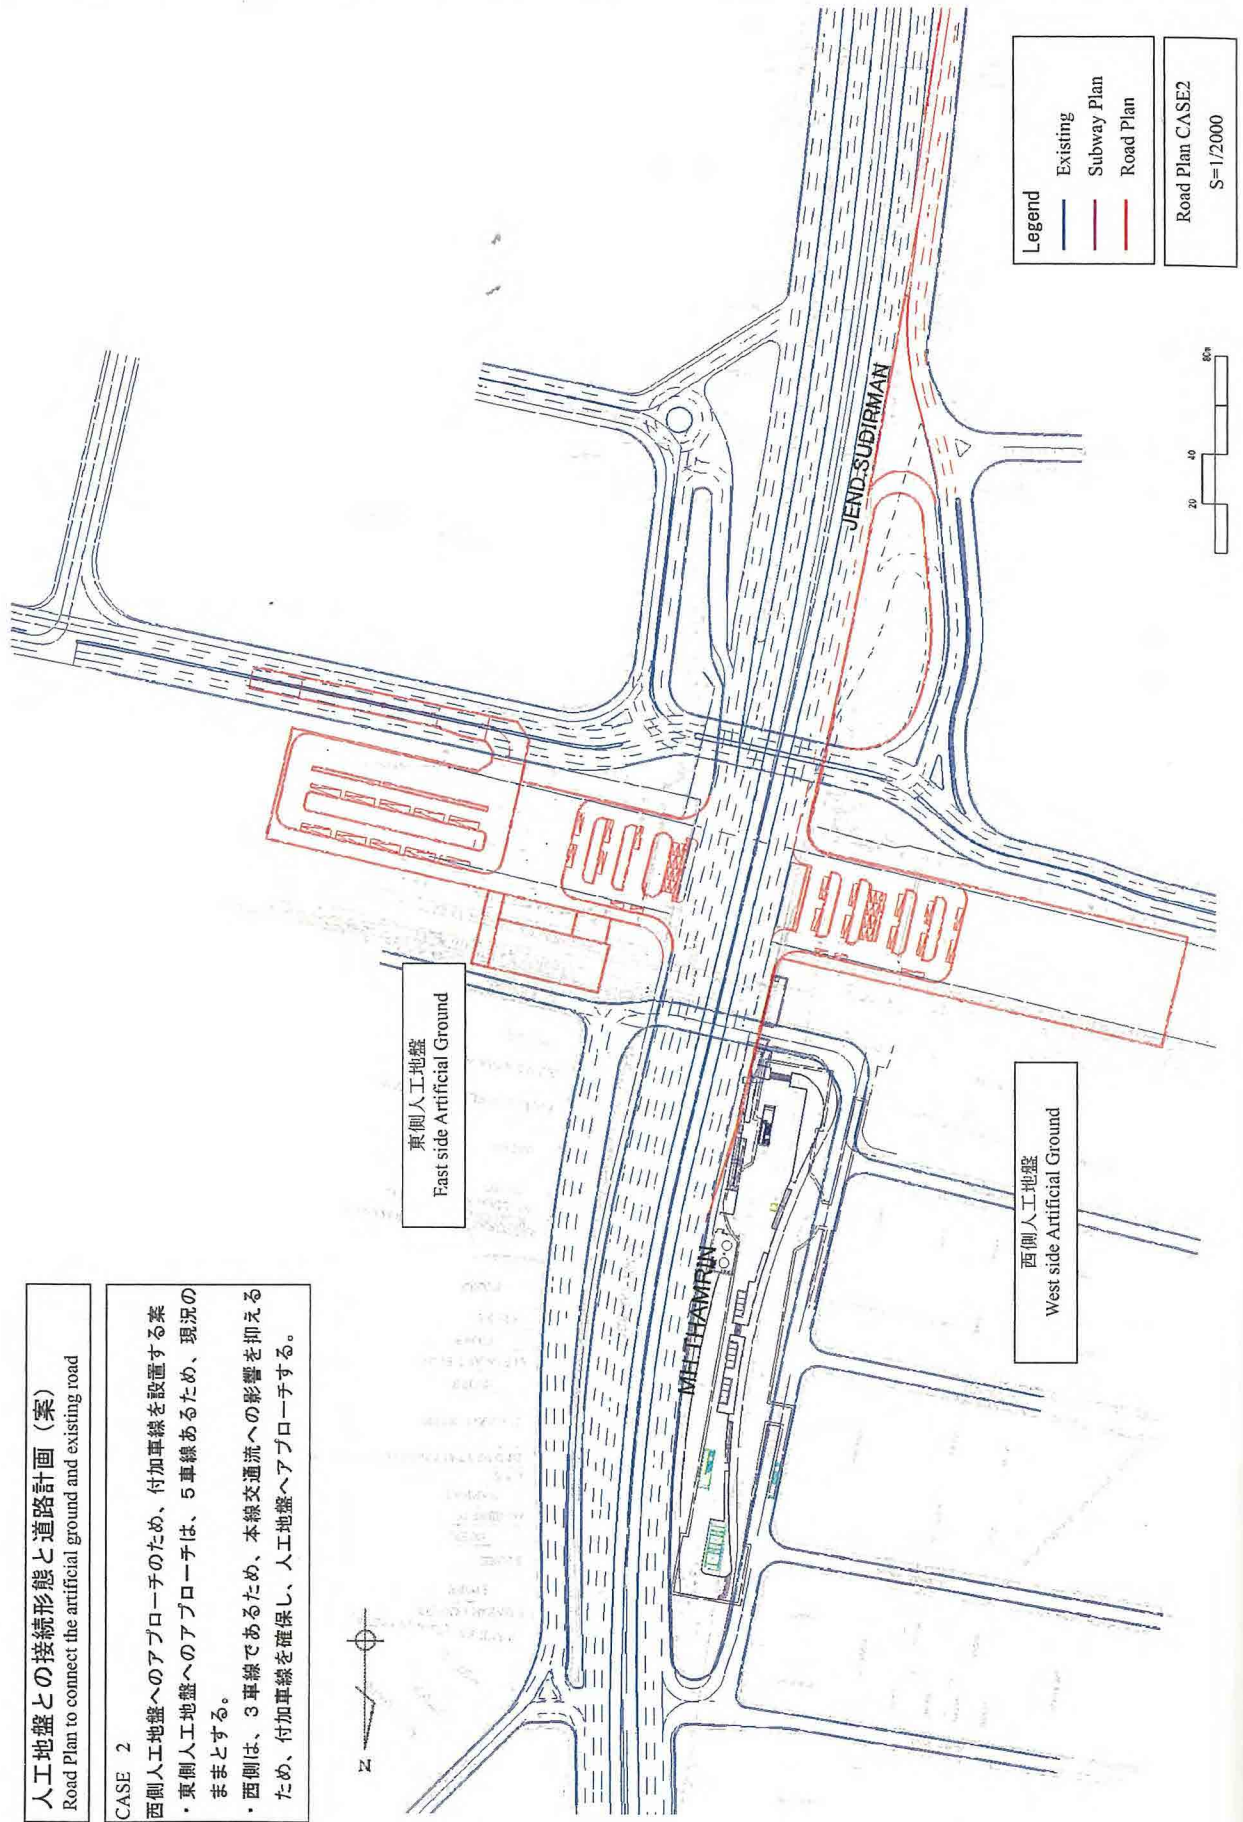 人工地盤との接続形態と道路計画（案）
Road Plan to connect the artificial ground and existing road
CASE 2
西側人工地盤へのアプローチのため、付加車線を設置する案
・東側人工地盤へのアプローチは、５車線あるため、現況の
ままとする。
・西側は、３車線であるため、本線交通流への影響を抑える
ため、付加車線を確保し、人工地盤へアプローチする。
N
東側人工地盤
East side Artificial Ground
西側人工地盤
West side Artificial Ground
MH.THAMRIN
JEND.SUDIRMAN
20
40
80m
Legend
Existing
Subway Plan
Road Plan
Road Plan CASE2
S=1/2000